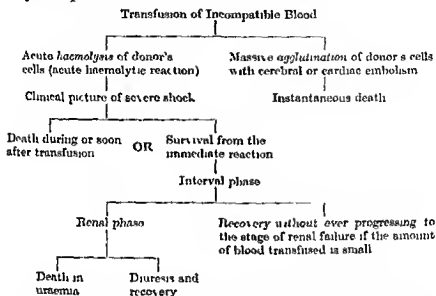 Transfusion of Incompatible Blood
Acute haemolysis of donor's
cells (acute haemolytic reaction)
Massive agglutination of donor s cells
with cerebral or cardiac embolism
Clinical picture of severe shock
Instantaneous death
Death during or soon
after transfusion
OR
Survival from the
immediate reaction
Interval phase
Renal phase
Recovery without ever progressing to
the stage of renal failure if the amount
of blood transfused is small
Death in
uraemia
Diuresis and
recovery